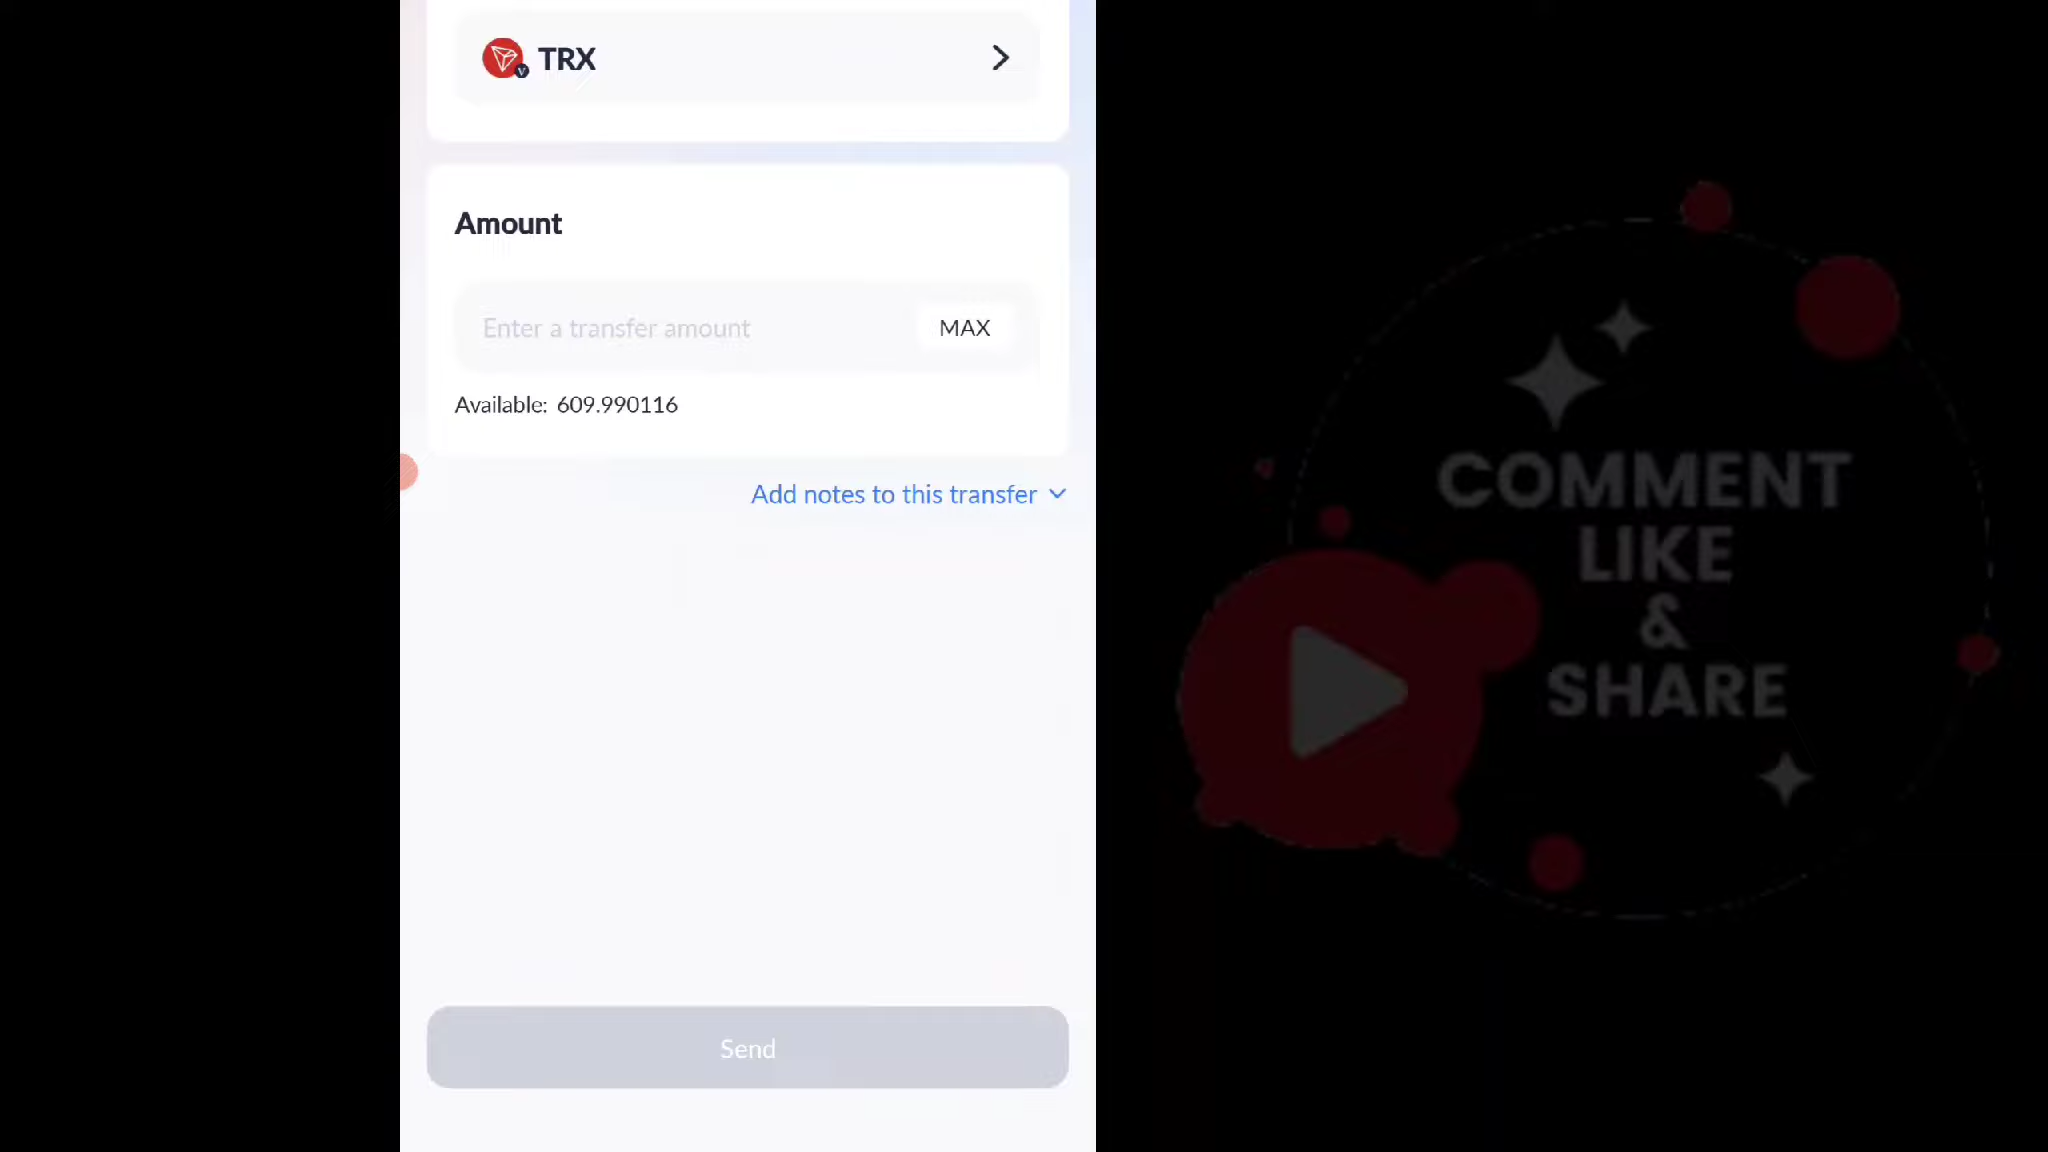 TRX
Amount
Enter a transfer amount
MAX
Available: 609.990116
Add notes to this transfer
Send
COMMENT
LIKE
&
SHARE